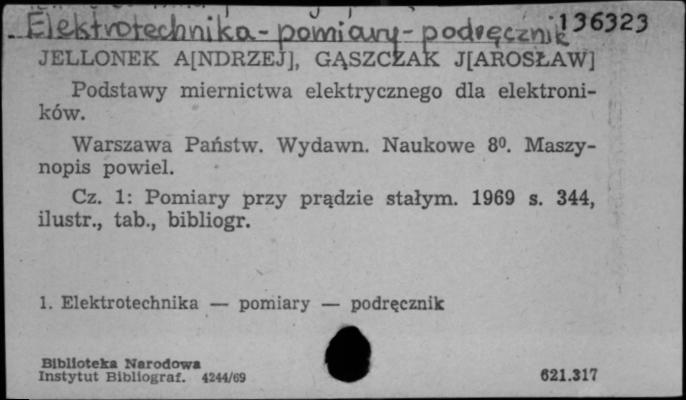 Elektrotechnika - pomiary - podręcznik 136323
JELLONEK A[NDRZEJ], GĄSZCZAK J[AROSŁAW]
Podstawy miernictwa elektrycznego dla elektroni-
ków.
Warszawa Państw. Wydawn. Naukowe 8⁰. Maszy-
nopis powiel.
Cz. 1: Pomiary przy prądzie stałym. 1969 s. 344,
ilustr., tab., bibliogr.
1. Elektrotechnika — pomiary — podręcznik
Biblioteka Narodowa
Instytut Bibliograf. 4244/69 621.317